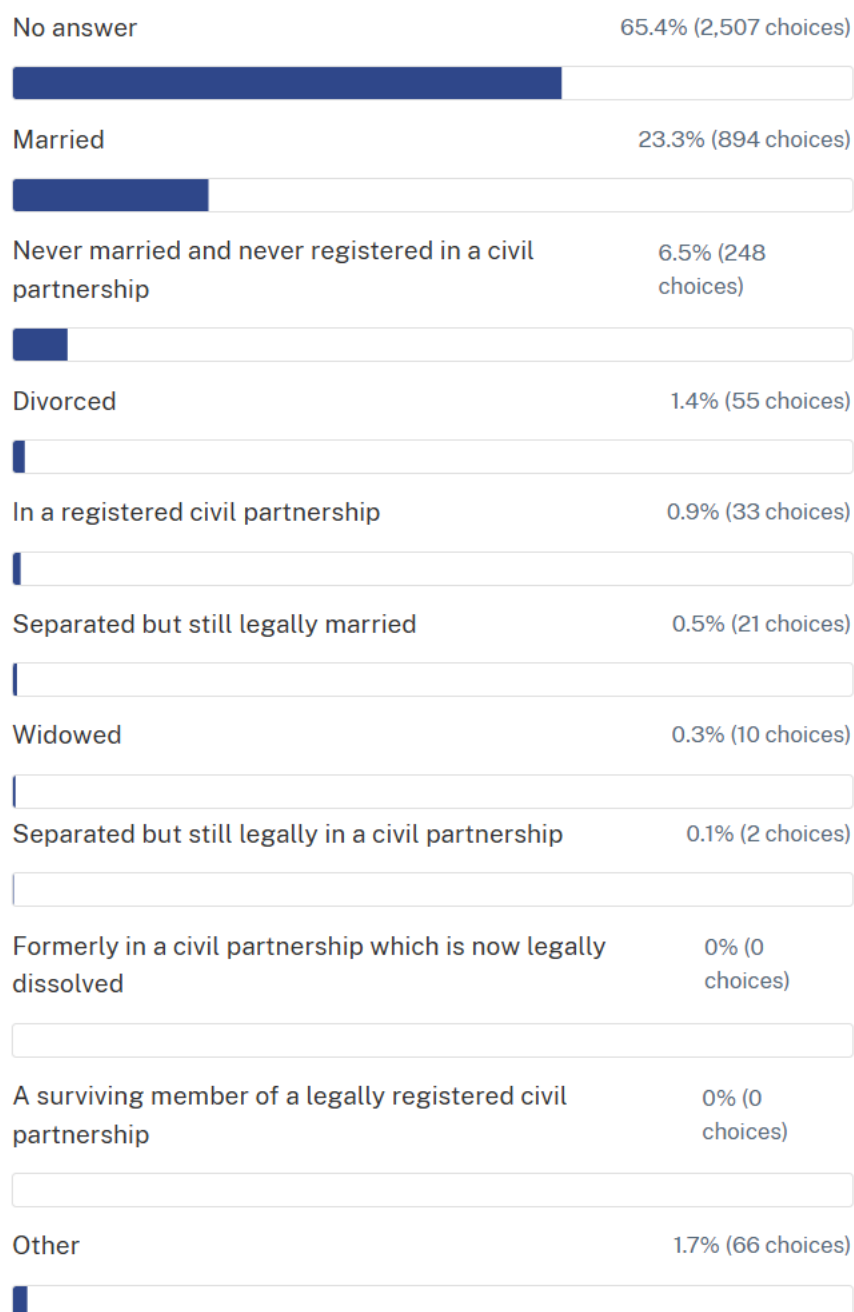 No answer 65.4% (2,507 choices)
Married 23.3% (894 choices)
Never married and never registered in a civil partnership 6.5% (248 choices)
Divorced 1.4% (55 choices)
In a registered civil partnership 0.9% (33 choices)
Separated but still legally married 0.5% (21 choices)
Widowed 0.3% (10 choices)
Separated but still legally in a civil partnership 0.1% (2 choices)
Formerly in a civil partnership which is now legally dissolved 0% (0 choices)
A surviving member of a legally registered civil partnership 0% (0 choices)
Other 1.7% (66 choices)